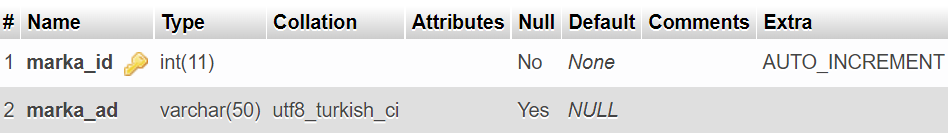 # Name Type Collation Attributes Null Default Comments Extra
1 marka_id int(11) No None AUTO_INCREMENT
2 marka_ad varchar(50) utf8_turkish_ci Yes NULL